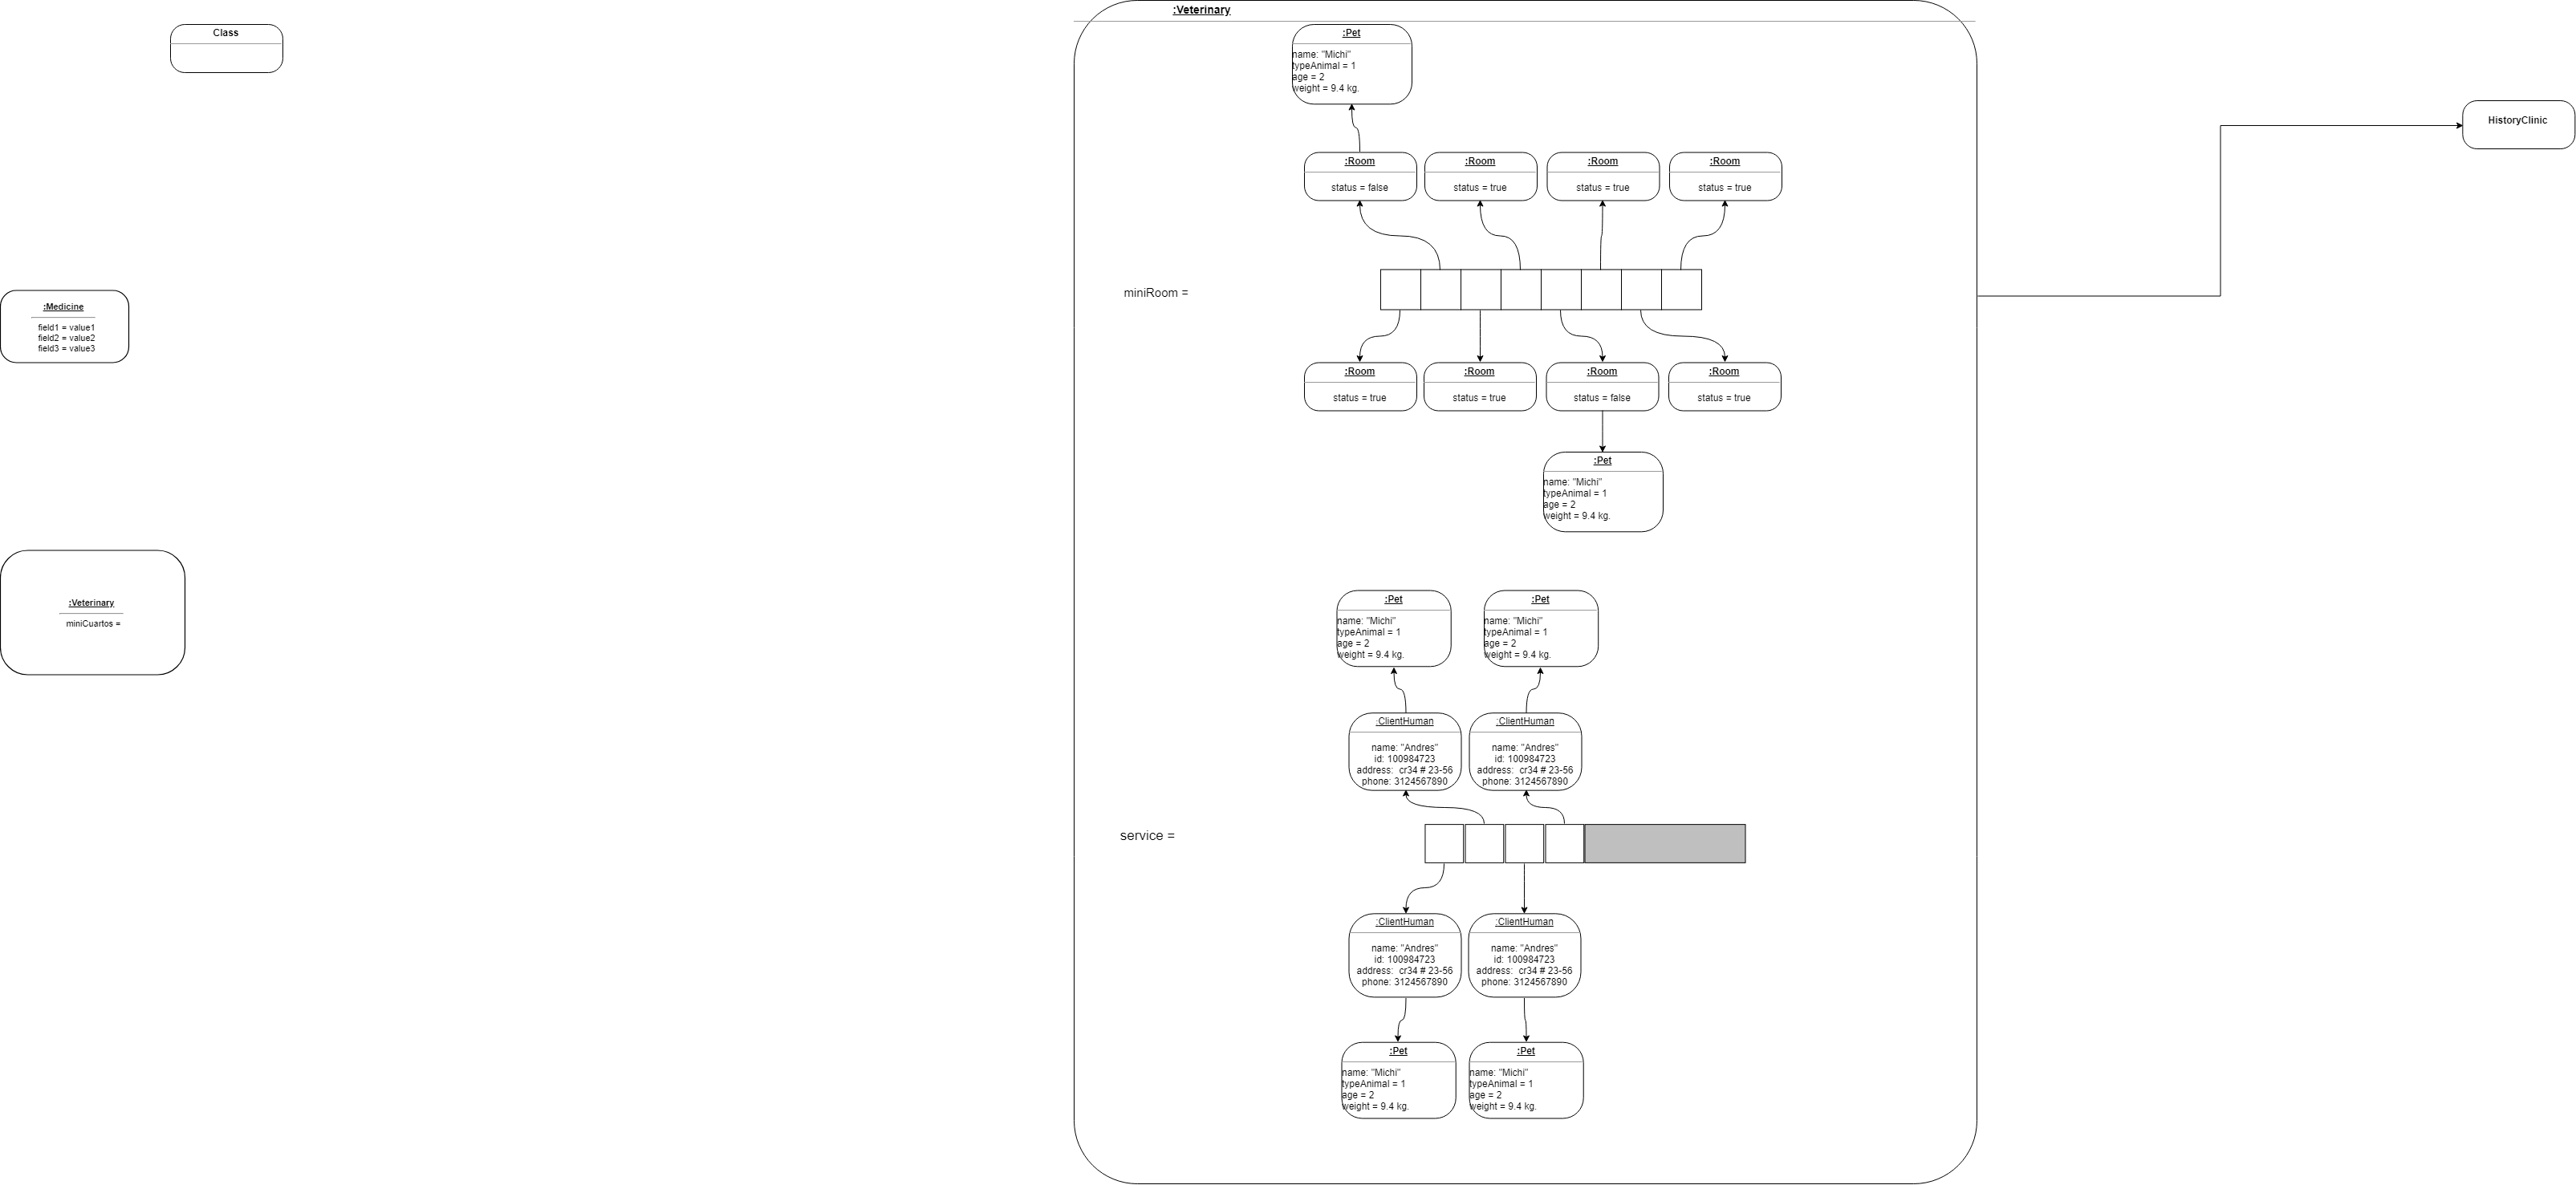 :Veterinary
Class
:Pet
name: "Michi"
typeAnimal = 1
age = 2
weight = 9.4 kg.
HistoryClinic
:Room
status = false
:Room
status = true
:Room
status = true
:Room
status = true
miniRoom =
:Medicine
field1 = value1
field2 = value2
field3 = value3
:Room
status = true
:Room
status = true
:Room
status = false
:Room
status = true
:Pet
name: "Michi"
typeAnimal = 1
age = 2
weight = 9.4 kg.
:Veterinary
miniCuartos =
:Pet
name: "Michi"
typeAnimal = 1
age = 2
weight = 9.4 kg.
:Pet
name: "Michi"
typeAnimal = 1
age = 2
weight = 9.4 kg.
:ClientHuman
name: "Andres"
id: 100984723
address: cr34 # 23-56
phone: 3124567890
:ClientHuman
name: "Andres"
id: 100984723
address: cr34 # 23-56
phone: 3124567890
service =
:ClientHuman
name: "Andres"
id: 100984723
address: cr34 # 23-56
phone: 3124567890
:ClientHuman
name: "Andres"
id: 100984723
address: cr34 # 23-56
phone: 3124567890
:Pet
name: "Michi"
typeAnimal = 1
age = 2
weight = 9.4 kg.
:Pet
name: "Michi"
typeAnimal = 1
age = 2
weight = 9.4 kg.